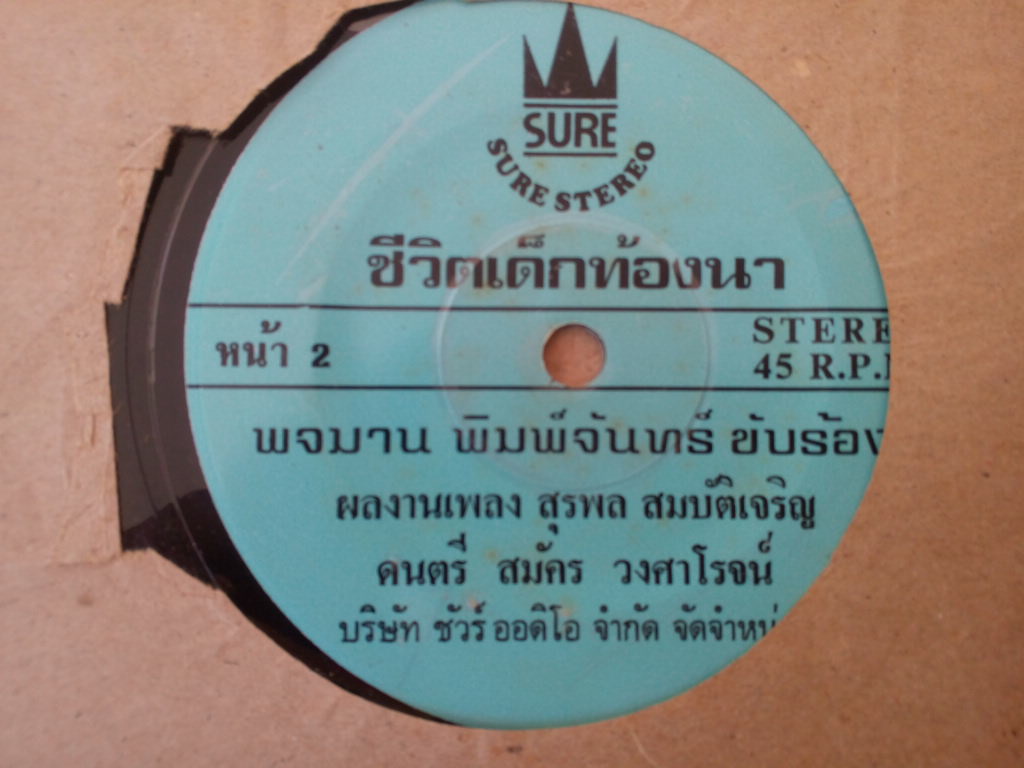 SURE
SURE STEREO
ชีวิตเด็กท้องนา
หน้า 2
STERE
45 R.P.
พจมาน พิมพ์จันทร์ ขับร้อง
ผลงานเพลง สุรพล สมบัติเจริญ
ดนตรี สมัคร วงศาโรจน์
บริษัท ชัวร์ ออดิโอ จำกัด จัดจำหน่